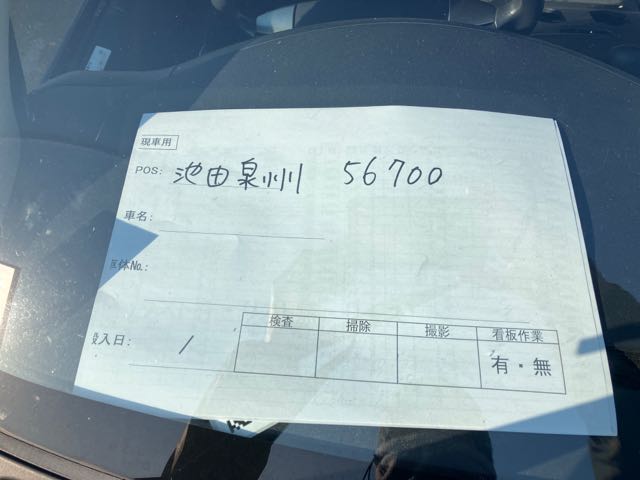 現車用
POS: 池田泉州 56700
車名:
車体No.:
搬入日: /
検査 掃除 撮影 看板作業
有・無